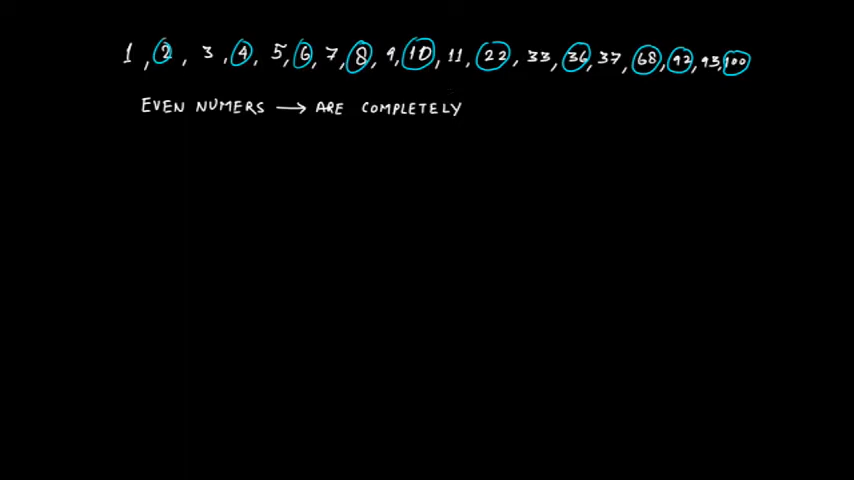 1, 2, 3, 4, 5, 6, 7, 8, 9, 10, 11, 22, 33, 36, 37, 68, 92, 93, 100
EVEN NUMERS → ARE COMPLETELY